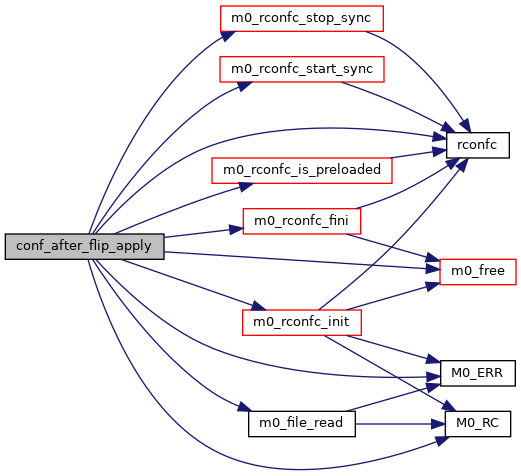 m0_rconfc_stop_sync
m0_rconfc_start_sync
rconfc
m0_rconfc_is_preloaded
m0_rconfc_fini
conf_after_flip_apply
m0_free
m0_rconfc_init
M0_ERR
m0_file_read
M0_RC